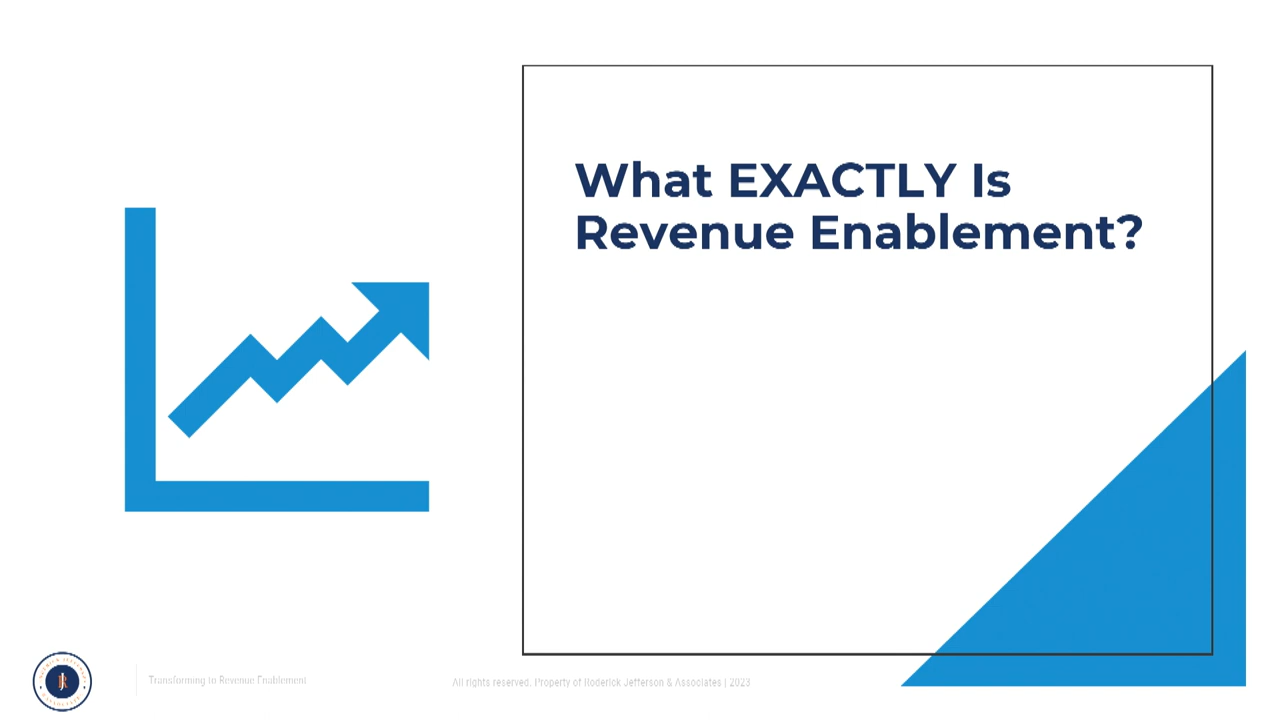 What EXACTLY Is
Revenue Enablement?
Transforming to Revenue Enablement
All rights reserved. Property of Roderick Jefferson & Associates | 2023